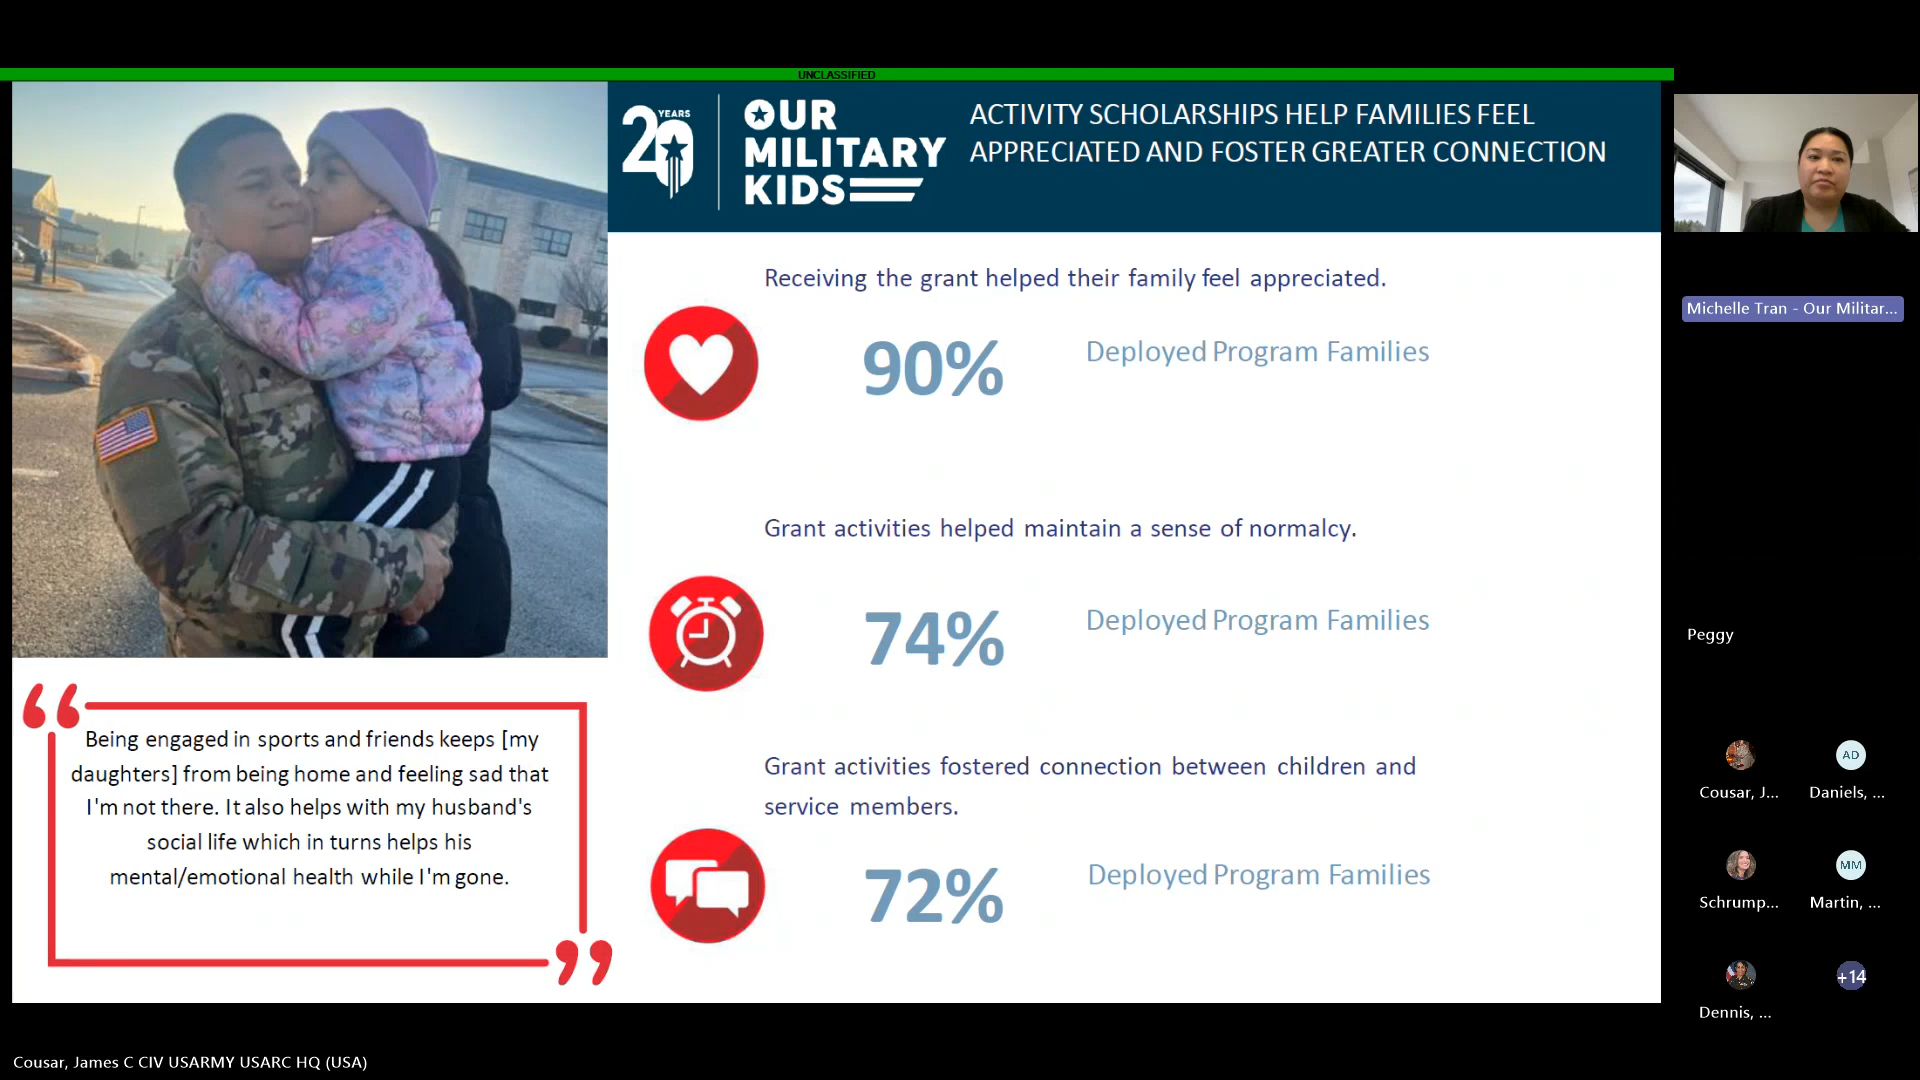 UNCLASSIFIED
20 YEARS
OUR
MILITARY
KIDS
ACTIVITY SCHOLARSHIPS HELP FAMILIES FEEL
APPRECIATED AND FOSTER GREATER CONNECTION
Receiving the grant helped their family feel appreciated.
90%
Deployed Program Families
Grant activities helped maintain a sense of normalcy.
74%
Deployed Program Families
Grant activities fostered connection between children and
service members.
72%
Deployed Program Families
“
Being engaged in sports and friends keeps [my
daughters] from being home and feeling sad that
I'm not there. It also helps with my husband's
social life which in turns helps his
mental/emotional health while I'm gone.
”
Michelle Tran - Our Militar...
Peggy
AD
Cousar, J...
Daniels, ...
MM
Schrump...
Martin, ...
+14
Dennis, ...
Cousar, James C CIV USARMY USARC HQ (USA)